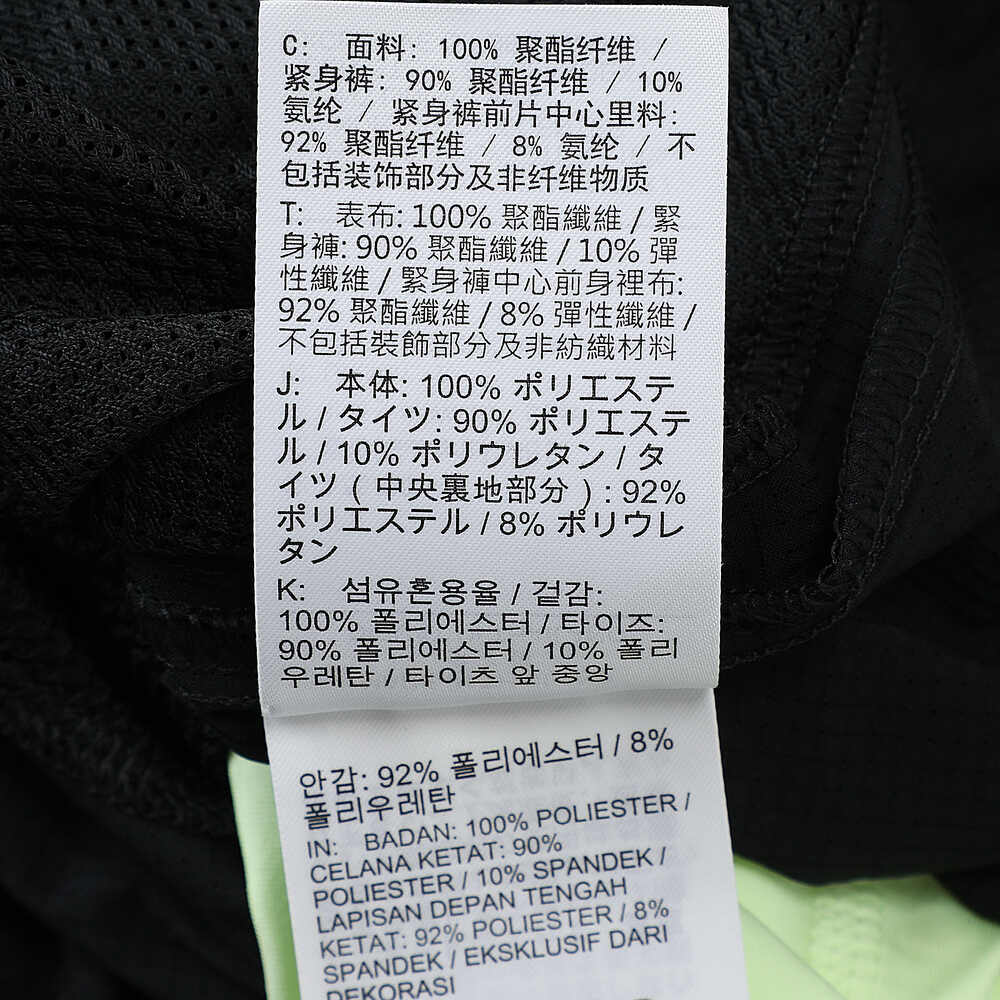 C: 面料: 100% 聚酯纤维 /
紧身裤: 90% 聚酯纤维 / 10%
氨纶 / 紧身裤前片中心里料:
92% 聚酯纤维 / 8% 氨纶 / 不
包括装饰部分及非纤维物质
T: 表布: 100% 聚酯纖維 / 緊
身褲: 90% 聚酯纖維 / 10% 彈
性纖維 / 緊身褲中心前身裡布:
92% 聚酯纖維 / 8% 彈性纖維 /
不包括裝飾部分及非紡織材料
J: 本体: 100% ポリエステ
ル / タイツ: 90% ポリエステ
ル / 10% ポリウレタン / タ
イツ ( 中央裏地部分 ) : 92%
ポリエステル / 8% ポリウレ
タン
K: 섬유혼용율 / 겉감:
100% 폴리에스터 / 타이즈:
90% 폴리에스터 / 10% 폴리
우레탄 / 타이츠 앞 중앙
안감: 92% 폴리에스터 / 8%
폴리우레탄
IN: BADAN: 100% POLIESTER /
CELANA KETAT: 90%
POLIESTER / 10% SPANDEK /
LAPISAN DEPAN TENGAH
KETAT: 92% POLIESTER / 8%
SPANDEK / EKSKLUSIF DARI
DEKORASI